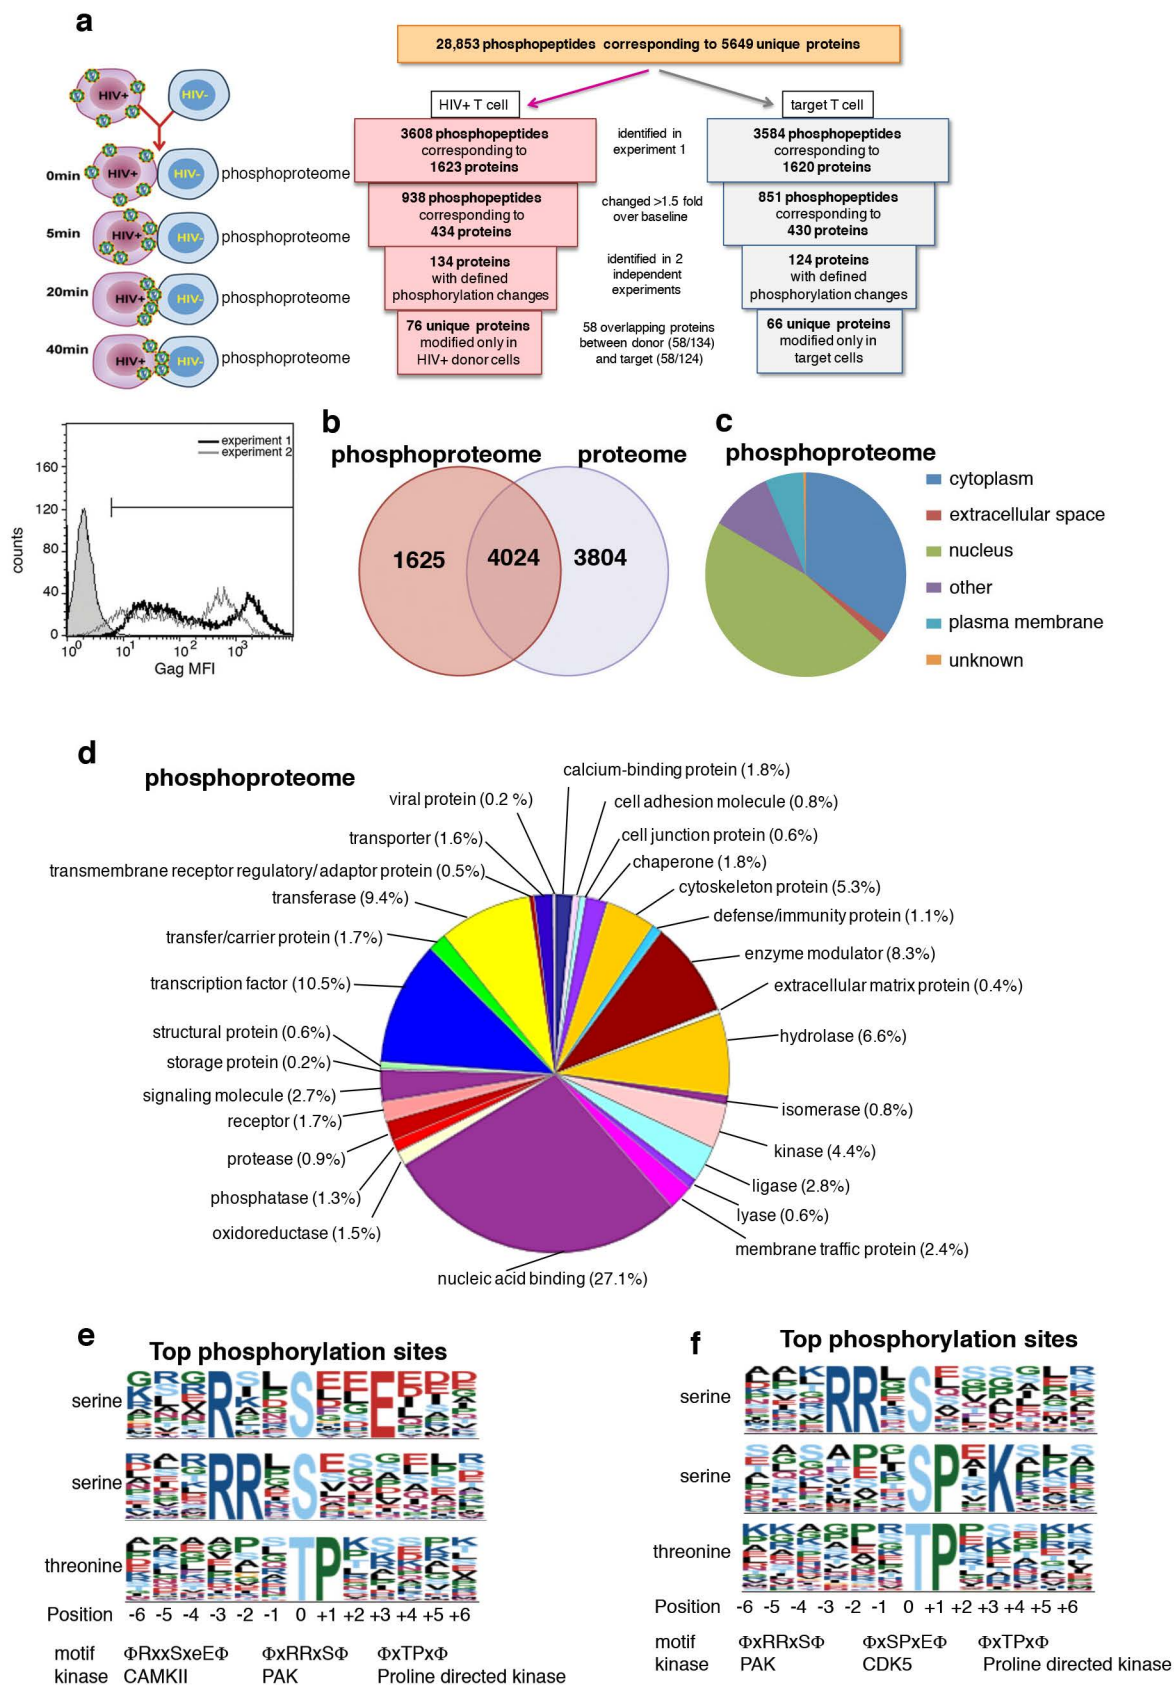 a
28,853 phosphopeptides corresponding to 5649 unique proteins
HIV+ T cell
target T cell
HIV+
HIV-
3608 phosphopeptides
corresponding to
1623 proteins
identified in
experiment 1
3584 phosphopeptides
corresponding to
1620 proteins
0min
HIV+
HIV-
phosphoproteome
938 phosphopeptides
corresponding to
434 proteins
changed >1.5 fold
over baseline
851 phosphopeptides
corresponding to
430 proteins
5min
HIV+
HIV-
phosphoproteome
134 proteins
with defined
phosphorylation changes
identified in 2
independent
experiments
124 proteins
with defined
phosphorylation changes
20min
HIV+
HIV-
phosphoproteome
76 unique proteins
modified only in
HIV+ donor cells
58 overlapping proteins
between donor (58/134)
and target (58/124)
66 unique proteins
modified only in
target cells
40min
HIV+
HIV-
phosphoproteome
experiment 1
experiment 2
counts
160
120
80
40
0
10⁰ 10¹ 10² 10³
Gag MFI
b
phosphoproteome proteome
1625 4024 3804
c
phosphoproteome
cytoplasm
extracellular space
nucleus
other
plasma membrane
unknown
d
phosphoproteome
calcium-binding protein (1.8%)
viral protein (0.2 %)
cell adhesion molecule (0.8%)
transporter (1.6%)
cell junction protein (0.6%)
chaperone (1.8%)
transmembrane receptor regulatory/adaptor protein (0.5%)
cytoskeleton protein (5.3%)
transferase (9.4%)
defense/immunity protein (1.1%)
transfer/carrier protein (1.7%)
enzyme modulator (8.3%)
transcription factor (10.5%)
extracellular matrix protein (0.4%)
structural protein (0.6%)
hydrolase (6.6%)
storage protein (0.2%)
signaling molecule (2.7%)
isomerase (0.8%)
receptor (1.7%)
kinase (4.4%)
protease (0.9%)
ligase (2.8%)
phosphatase (1.3%)
lyase (0.6%)
oxidoreductase (1.5%)
membrane traffic protein (2.4%)
nucleic acid binding (27.1%)
e
Top phosphorylation sites
serine
serine
threonine
Position -6 -5 -4 -3 -2 -1 0 +1 +2 +3 +4 +5 +6
motif ΦRxxSxeEΦ ΦxRRxSΦ ΦxTPxΦ
kinase CAMKII PAK Proline directed kinase
f
Top phosphorylation sites
serine
serine
threonine
Position -6 -5 -4 -3 -2 -1 0 +1 +2 +3 +4 +5 +6
motif ΦxRRxSΦ ΦxSPxEΦ ΦxTPxΦ
kinase PAK CDK5 Proline directed kinase